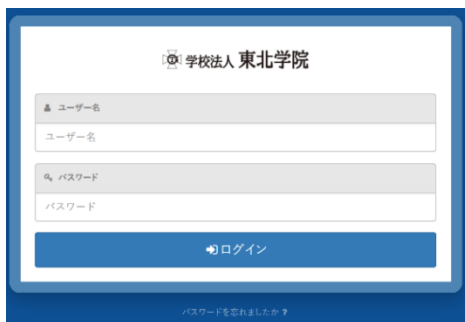 学校法人 東北学院
ユーザー名
ユーザー名
パスワード
パスワード
ログイン
パスワードを忘れましたか ?